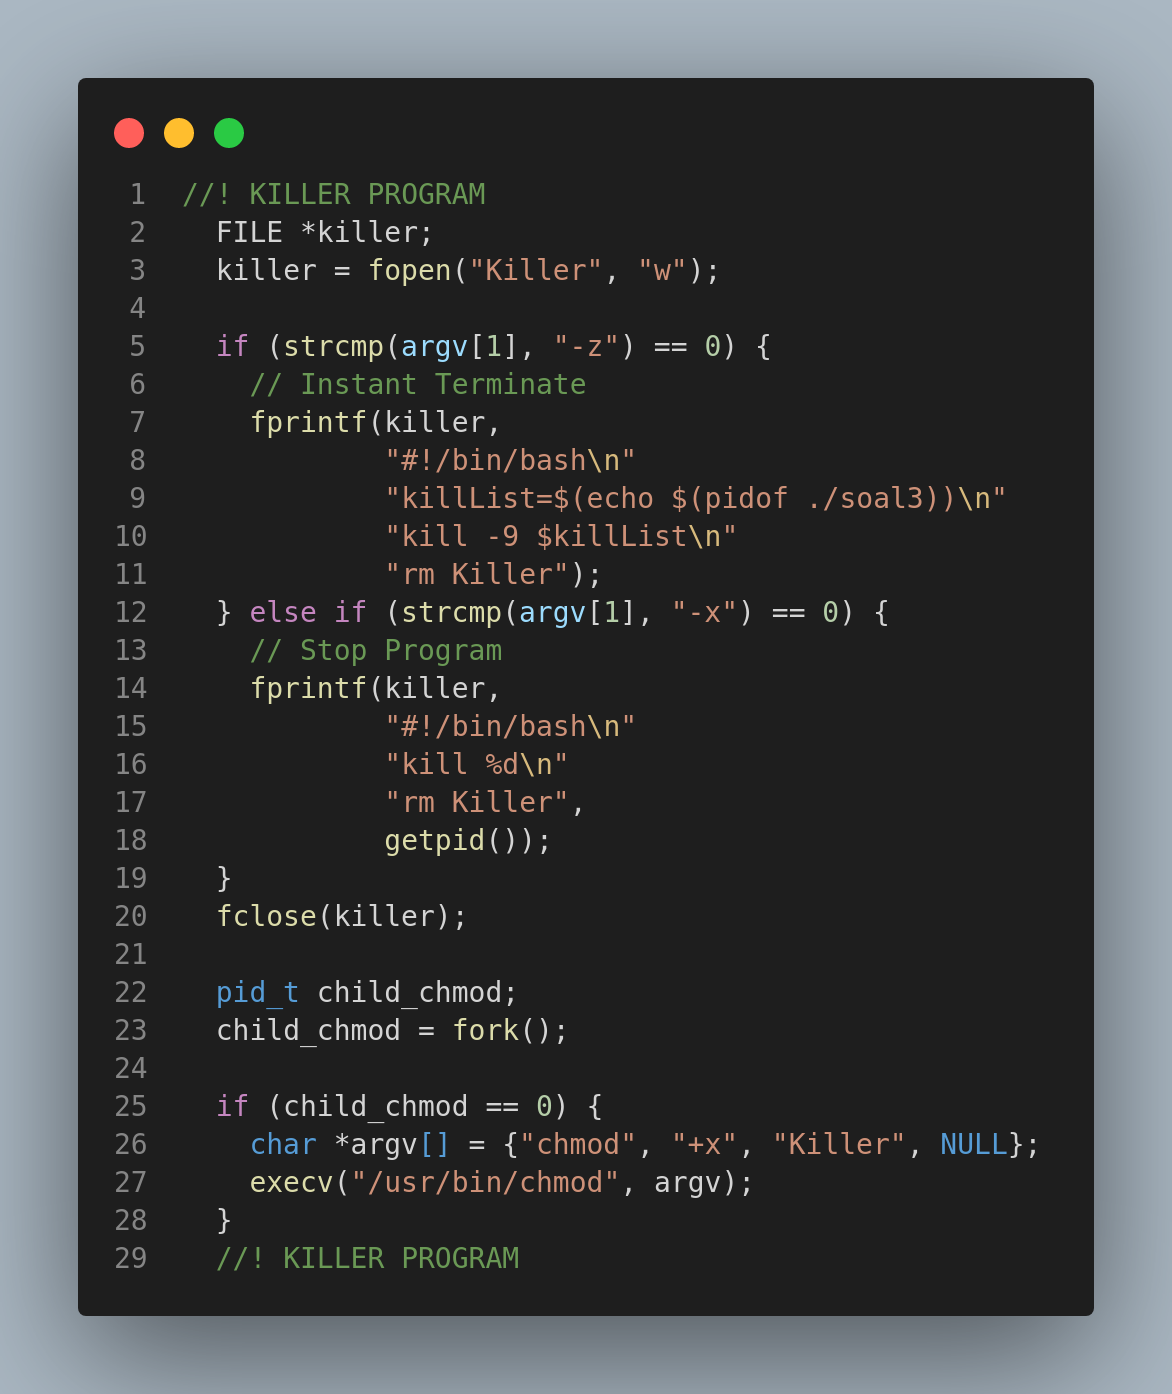 1 //! KILLER PROGRAM
2   FILE *killer;
3   killer = fopen("Killer", "w");
4
5   if (strcmp(argv[1], "-z") == 0) {
6     // Instant Terminate
7     fprintf(killer,
8             "#!/bin/bash\n"
9             "killList=$(echo $(pidof ./soal3))\n"
10             "kill -9 $killList\n"
11             "rm Killer");
12   } else if (strcmp(argv[1], "-x") == 0) {
13     // Stop Program
14     fprintf(killer,
15             "#!/bin/bash\n"
16             "kill %d\n"
17             "rm Killer",
18             getpid());
19   }
20   fclose(killer);
21
22   pid_t child_chmod;
23   child_chmod = fork();
24
25   if (child_chmod == 0) {
26     char *argv[] = {"chmod", "+x", "Killer", NULL};
27     execv("/usr/bin/chmod", argv);
28   }
29   //! KILLER PROGRAM